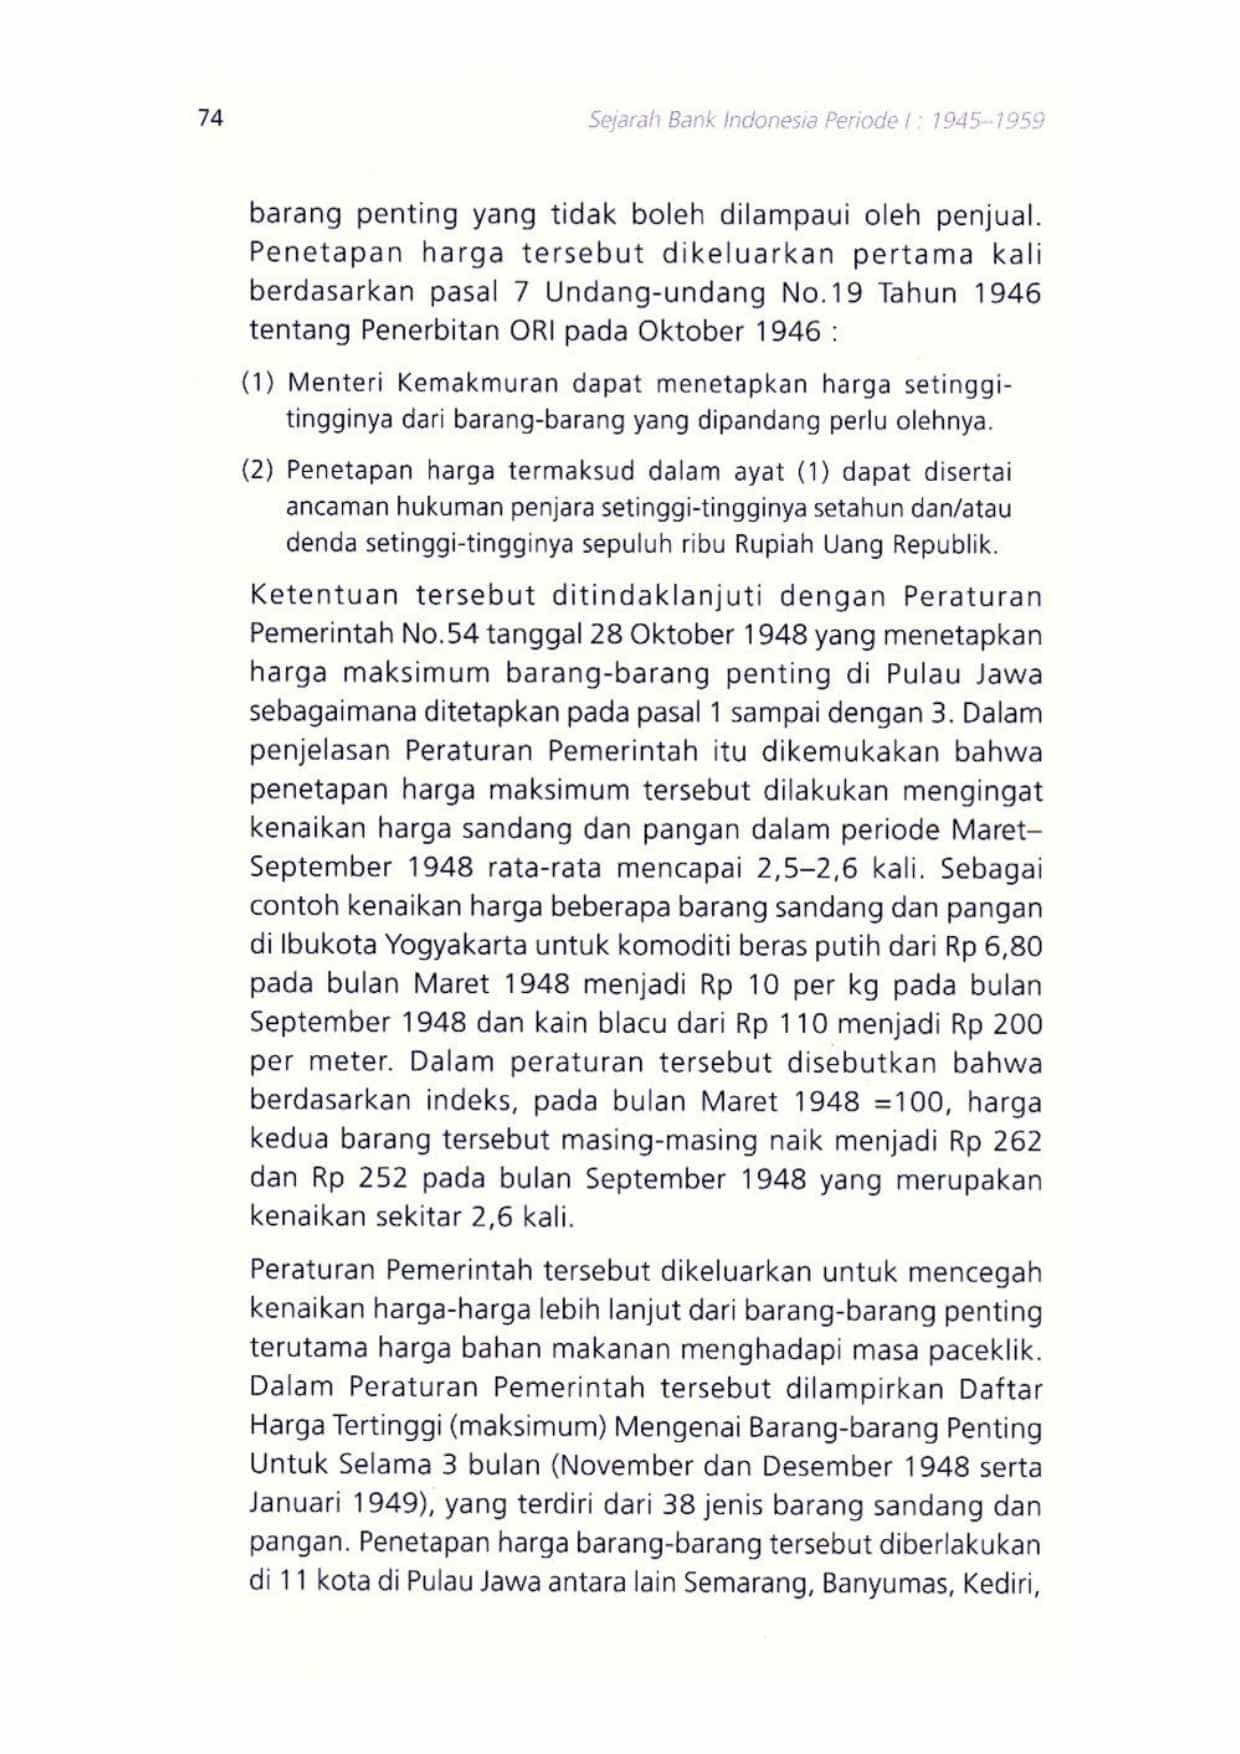 74
Sejarah Bank Indonesia Periode I : 1945–1959
barang penting yang tidak boleh dilampaui oleh penjual.
Penetapan harga tersebut dikeluarkan pertama kali
berdasarkan pasal 7 Undang-undang No.19 Tahun 1946
tentang Penerbitan ORI pada Oktober 1946 :
(1) Menteri Kemakmuran dapat menetapkan harga setinggi-
tingginya dari barang-barang yang dipandang perlu olehnya.
(2) Penetapan harga termaksud dalam ayat (1) dapat disertai
ancaman hukuman penjara setinggi-tingginya setahun dan/atau
denda setinggi-tingginya sepuluh ribu Rupiah Uang Republik.
Ketentuan tersebut ditindaklanjuti dengan Peraturan
Pemerintah No.54 tanggal 28 Oktober 1948 yang menetapkan
harga maksimum barang-barang penting di Pulau Jawa
sebagaimana ditetapkan pada pasal 1 sampai dengan 3. Dalam
penjelasan Peraturan Pemerintah itu dikemukakan bahwa
penetapan harga maksimum tersebut dilakukan mengingat
kenaikan harga sandang dan pangan dalam periode Maret–
September 1948 rata-rata mencapai 2,5–2,6 kali. Sebagai
contoh kenaikan harga beberapa barang sandang dan pangan
di Ibukota Yogyakarta untuk komoditi beras putih dari Rp 6,80
pada bulan Maret 1948 menjadi Rp 10 per kg pada bulan
September 1948 dan kain blacu dari Rp 110 menjadi Rp 200
per meter. Dalam peraturan tersebut disebutkan bahwa
berdasarkan indeks, pada bulan Maret 1948 =100, harga
kedua barang tersebut masing-masing naik menjadi Rp 262
dan Rp 252 pada bulan September 1948 yang merupakan
kenaikan sekitar 2,6 kali.
Peraturan Pemerintah tersebut dikeluarkan untuk mencegah
kenaikan harga-harga lebih lanjut dari barang-barang penting
terutama harga bahan makanan menghadapi masa paceklik.
Dalam Peraturan Pemerintah tersebut dilampirkan Daftar
Harga Tertinggi (maksimum) Mengenai Barang-barang Penting
Untuk Selama 3 bulan (November dan Desember 1948 serta
Januari 1949), yang terdiri dari 38 jenis barang sandang dan
pangan. Penetapan harga barang-barang tersebut diberlakukan
di 11 kota di Pulau Jawa antara lain Semarang, Banyumas, Kediri,